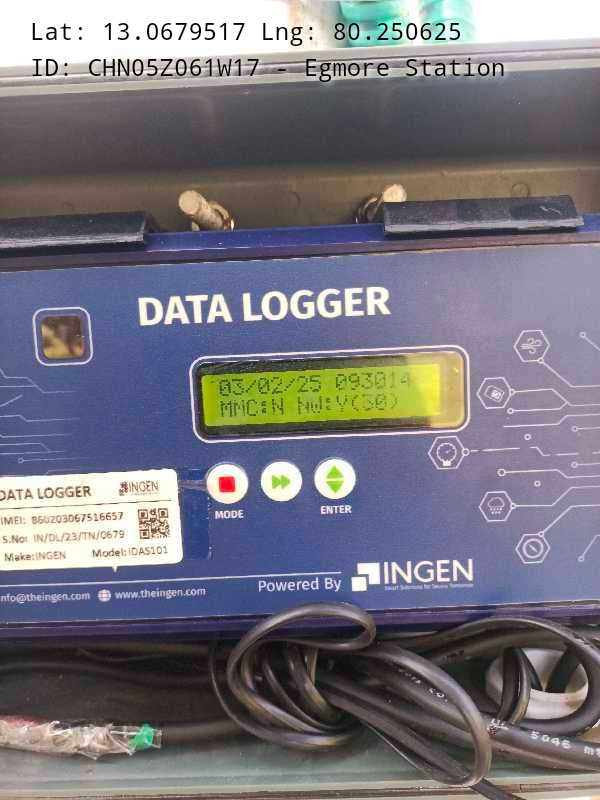 Lat: 13.0679517 Lng: 80.250625
ID: CHN05Z061W17 - Egmore Station
DATA LOGGER
03/02/25 093014
MMC:N NW:Y(30)
MODE
ENTER
DATA LOGGER INGEN
IMEI: 860203067516657
S.No: IN/DL/23/TN/0679
Make:INGEN Model:iDAS101
info@theingen.com www.theingen.com
Powered By INGEN
5046